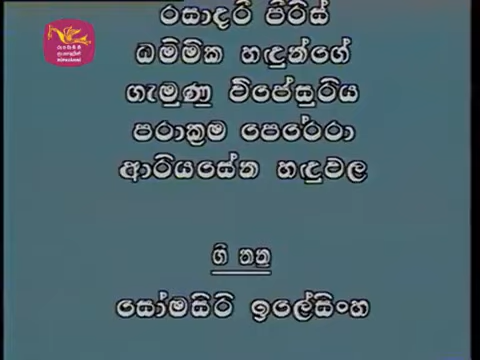 රසාදරී පීරිස්
ධම්මික හඳුන්ගේ
ගැමුණු විජේසූරිය
පරාක්‍රම පෙරේරා
ආරියසේන හඳුවල
ගී තනු
සෝමසිරි ඉලේසිංහ